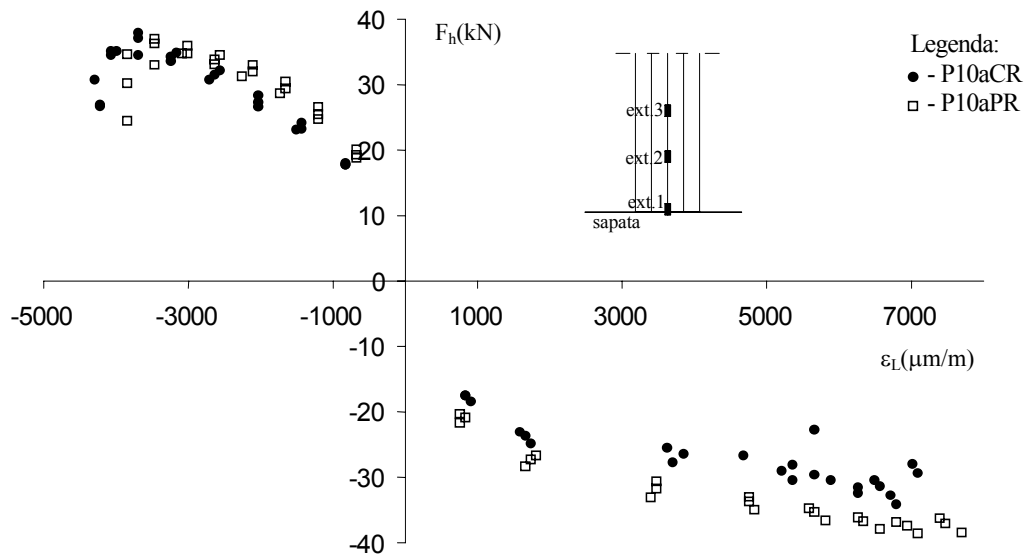 40
30
20
10
0
-10
-20
-30
-40
F_h(kN)
-5000
-3000
-1000
1000
3000
5000
7000
ε_L(μm/m)
ext.3
ext.2
ext.1
sapata
Legenda:
- P10aCR
- P10aPR